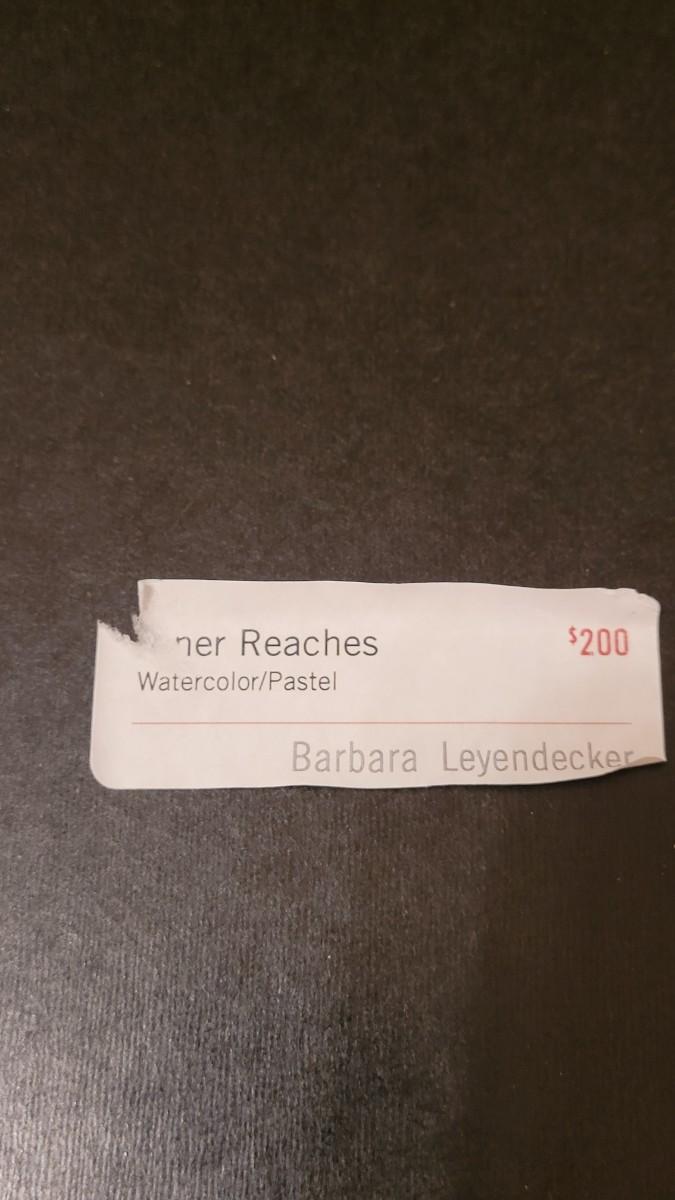 ner Reaches $200
Watercolor/Pastel
Barbara Leyendecker